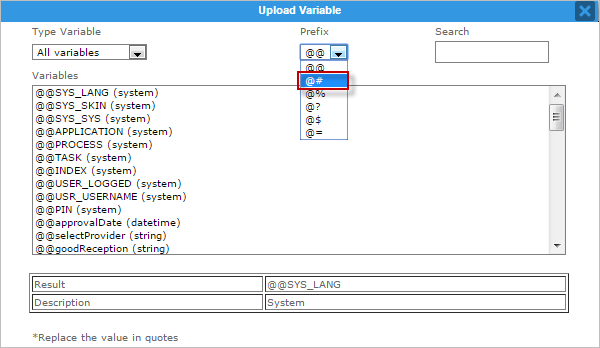 Upload Variable
Type Variable Prefix Search
All variables @@
@@
@#
@%
@?
@$
@=
Variables
@@SYS_LANG (system)
@@SYS_SKIN (system)
@@SYS_SYS (system)
@@APPLICATION (system)
@@PROCESS (system)
@@TASK (system)
@@INDEX (system)
@@USER_LOGGED (system)
@@USR_USERNAME (system)
@@PIN (system)
@@approvalDate (datetime)
@@selectProvider (string)
@@goodReception (string)
Result @@SYS_LANG
Description System
*Replace the value in quotes